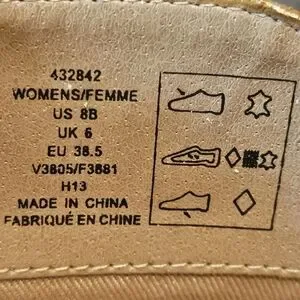 432842
WOMENS/FEMME
US 8B
UK 6
EU 38.5
V3805/F3881
H13
MADE IN CHINA
FABRIQUÉ EN CHINE